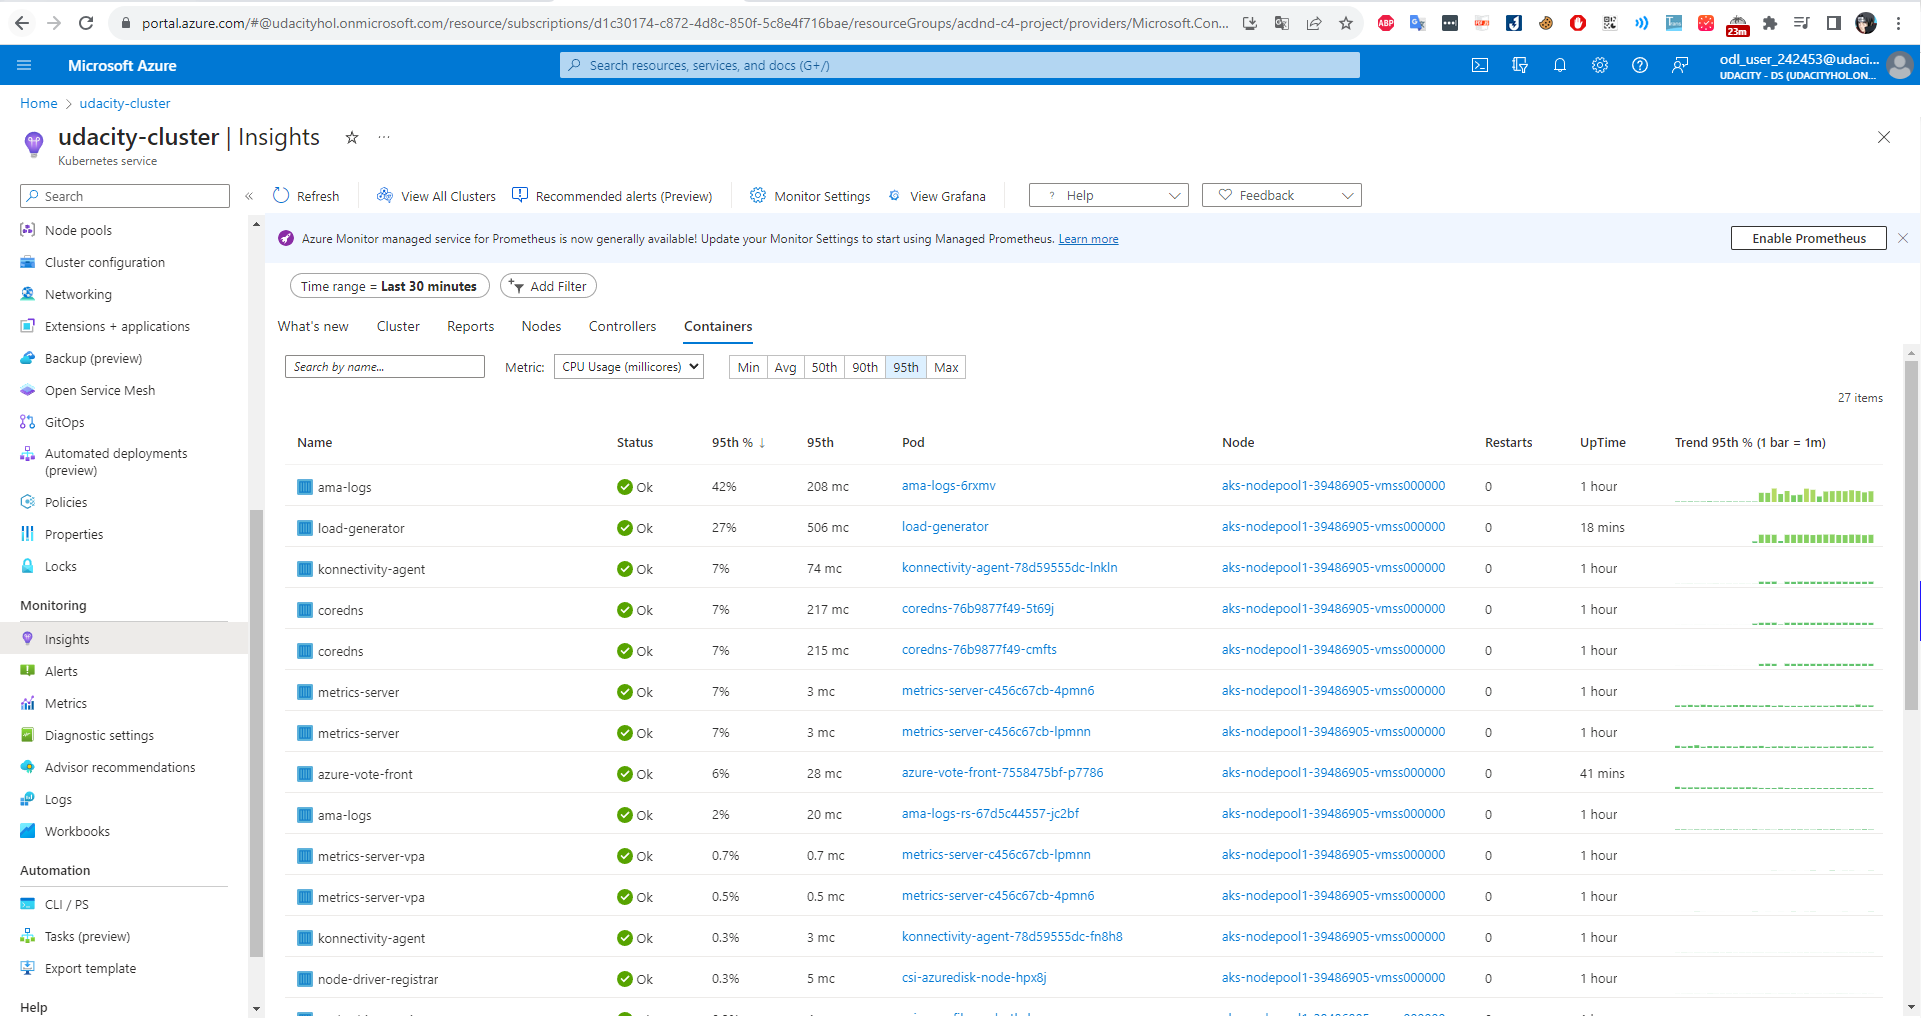 portal.azure.com/#@udacityhol.onmicrosoft.com/resource/subscriptions/d1c30174-c872-4d8c-850f-5c8e4f716bae/resourceGroups/acdnd-c4-project/providers/Microsoft.Con...
ABP
23m
Microsoft Azure
Search resources, services, and docs (G+/)
odl_user_242453@udaci...
UDACITY - DS (UDACITYHOL.ON...
Home > udacity-cluster
udacity-cluster | Insights
Kubernetes service
Search
Refresh
View All Clusters
Recommended alerts (Preview)
Monitor Settings
View Grafana
? Help
Feedback
Azure Monitor managed service for Prometheus is now generally available! Update your Monitor Settings to start using Managed Prometheus. Learn more
Enable Prometheus
Node pools
Cluster configuration
Networking
Extensions + applications
Backup (preview)
Open Service Mesh
GitOps
Automated deployments
(preview)
Policies
Properties
Locks
Monitoring
Insights
Alerts
Metrics
Diagnostic settings
Advisor recommendations
Logs
Workbooks
Automation
CLI / PS
Tasks (preview)
Export template
Help
Time range = Last 30 minutes
Add Filter
What's new Cluster Reports Nodes Controllers Containers
Search by name...
Metric: CPU Usage (millicores)
Min Avg 50th 90th 95th Max
27 items
Name Status 95th % ↓ 95th Pod Node Restarts UpTime Trend 95th % (1 bar = 1m)
ama-logs Ok 42% 208 mc ama-logs-6rxmv aks-nodepool1-39486905-vmss000000 0 1 hour
load-generator Ok 27% 506 mc load-generator aks-nodepool1-39486905-vmss000000 0 18 mins
konnectivity-agent Ok 7% 74 mc konnectivity-agent-78d59555dc-lnkln aks-nodepool1-39486905-vmss000000 0 1 hour
coredns Ok 7% 217 mc coredns-76b9877f49-5t69j aks-nodepool1-39486905-vmss000000 0 1 hour
coredns Ok 7% 215 mc coredns-76b9877f49-cmfts aks-nodepool1-39486905-vmss000000 0 1 hour
metrics-server Ok 7% 3 mc metrics-server-c456c67cb-4pmn6 aks-nodepool1-39486905-vmss000000 0 1 hour
metrics-server Ok 7% 3 mc metrics-server-c456c67cb-lpmnn aks-nodepool1-39486905-vmss000000 0 1 hour
azure-vote-front Ok 6% 28 mc azure-vote-front-7558475bf-p7786 aks-nodepool1-39486905-vmss000000 0 41 mins
ama-logs Ok 2% 20 mc ama-logs-rs-67d5c44557-jc2bf aks-nodepool1-39486905-vmss000000 0 1 hour
metrics-server-vpa Ok 0.7% 0.7 mc metrics-server-c456c67cb-lpmnn aks-nodepool1-39486905-vmss000000 0 1 hour
metrics-server-vpa Ok 0.5% 0.5 mc metrics-server-c456c67cb-4pmn6 aks-nodepool1-39486905-vmss000000 0 1 hour
konnectivity-agent Ok 0.3% 3 mc konnectivity-agent-78d59555dc-fn8h8 aks-nodepool1-39486905-vmss000000 0 1 hour
node-driver-registrar Ok 0.3% 5 mc csi-azuredisk-node-hpx8j aks-nodepool1-39486905-vmss000000 0 1 hour